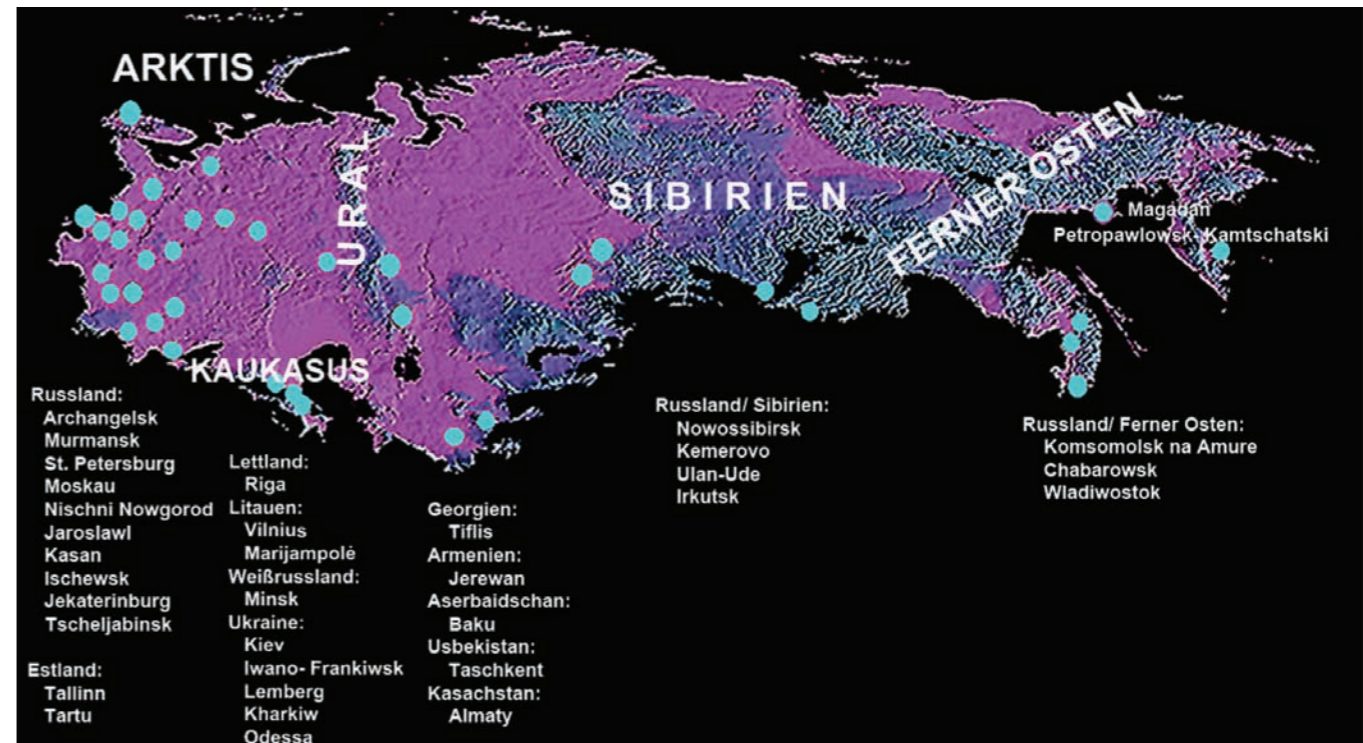 ARKTIS
URAL
SIBIRIEN
FERNER OSTEN
Magadan
Petropawlowsk- Kamtschatski
KAUKASUS
Russland:
Archangelsk
Murmansk
St. Petersburg
Moskau
Nischni Nowgorod
Jaroslawl
Kasan
Ischewsk
Jekaterinburg
Tscheljabinsk
Estland:
Tallinn
Tartu
Lettland:
Riga
Litauen:
Vilnius
Marijampolė
Weißrussland:
Minsk
Ukraine:
Kiev
Iwano- Frankiwsk
Lemberg
Kharkiw
Odessa
Georgien:
Tiflis
Armenien:
Jerewan
Aserbaidschan:
Baku
Usbekistan:
Taschkent
Kasachstan:
Almaty
Russland/ Sibirien:
Nowossibirsk
Kemerovo
Ulan-Ude
Irkutsk
Russland/ Ferner Osten:
Komsomolsk na Amure
Chabarowsk
Wladiwostok